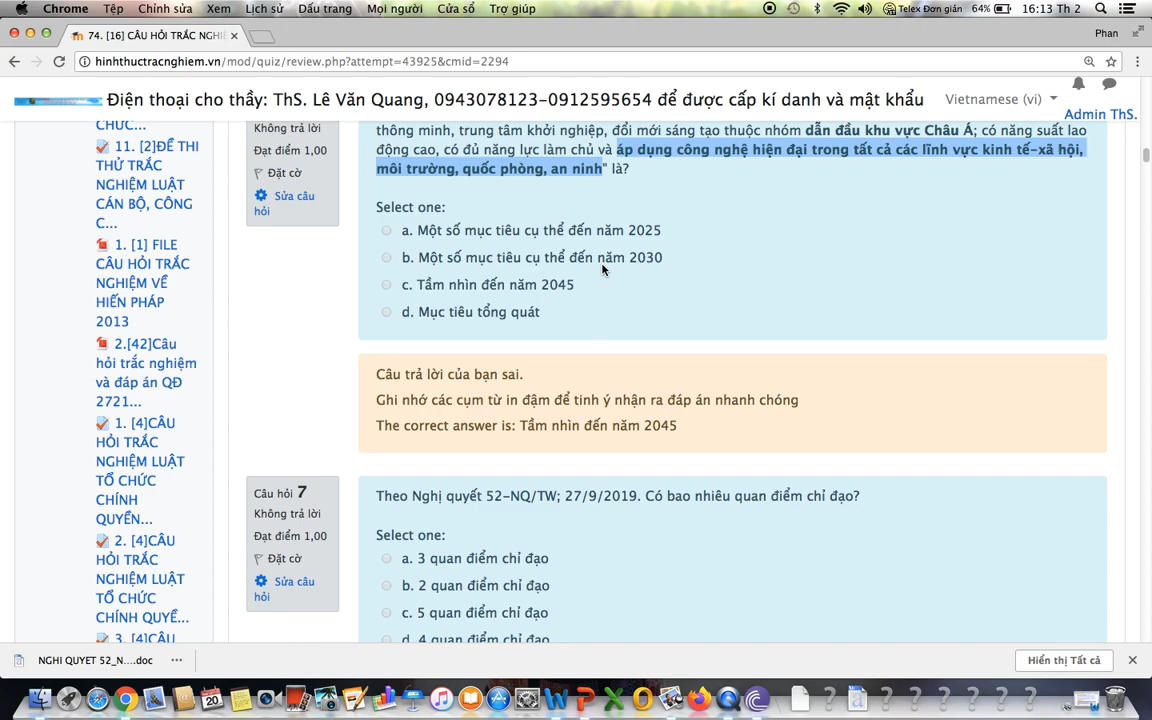 Chrome Tệp Chỉnh sửa Xem Lịch sử Dấu trang Mọi người Cửa sổ Trợ giúp Telex Đơn giản 64% 16:13 Th 2
74. [16] CÂU HỎI TRẮC NGHI
Phan
hinhthuctracnghiem.vn/mod/quiz/review.php?attempt=43925&cmid=2294
Điện thoại cho thầy: ThS. Lê Văn Quang, 0943078123-0912595654 để được cấp kí danh và mật khẩu
Vietnamese (vi)
Admin ThS.
CHỨC...
11. [2]ĐỀ THI
THỬ TRẮC
NGHIỆM LUẬT
CÁN BỘ, CÔNG
C...
1. [1] FILE
CÂU HỎI TRẮC
NGHIỆM VỀ
HIẾN PHÁP
2013
2.[42]Câu
hỏi trắc nghiệm
và đáp án QĐ
2721...
1. [4]CÂU
HỎI TRẮC
NGHIỆM LUẬT
TỔ CHỨC
CHÍNH
QUYỀN...
2. [4]CÂU
HỎI TRẮC
NGHIỆM LUẬT
TỔ CHỨC
CHÍNH QUYỀ...
3. [4]CÂU
Không trả lời
Đạt điểm 1,00
Đặt cờ
Sửa câu
hỏi
thông minh, trung tâm khởi nghiệp, đổi mới sáng tạo thuộc nhóm dẫn đầu khu vực Châu Á; có năng suất lao
động cao, có đủ năng lực làm chủ và áp dụng công nghệ hiện đại trong tất cả các lĩnh vực kinh tế-xã hội,
môi trường, quốc phòng, an ninh" là?
Select one:
a. Một số mục tiêu cụ thể đến năm 2025
b. Một số mục tiêu cụ thể đến năm 2030
c. Tầm nhìn đến năm 2045
d. Mục tiêu tổng quát
Câu trả lời của bạn sai.
Ghi nhớ các cụm từ in đậm để tinh ý nhận ra đáp án nhanh chóng
The correct answer is: Tầm nhìn đến năm 2045
Câu hỏi 7
Không trả lời
Đạt điểm 1,00
Đặt cờ
Sửa câu
hỏi
Theo Nghị quyết 52-NQ/TW; 27/9/2019. Có bao nhiêu quan điểm chỉ đạo?
Select one:
a. 3 quan điểm chỉ đạo
b. 2 quan điểm chỉ đạo
c. 5 quan điểm chỉ đạo
d. 4 quan điểm chỉ đạo
NGHI QUYET 52_N....doc
Hiển thị Tất cả
20